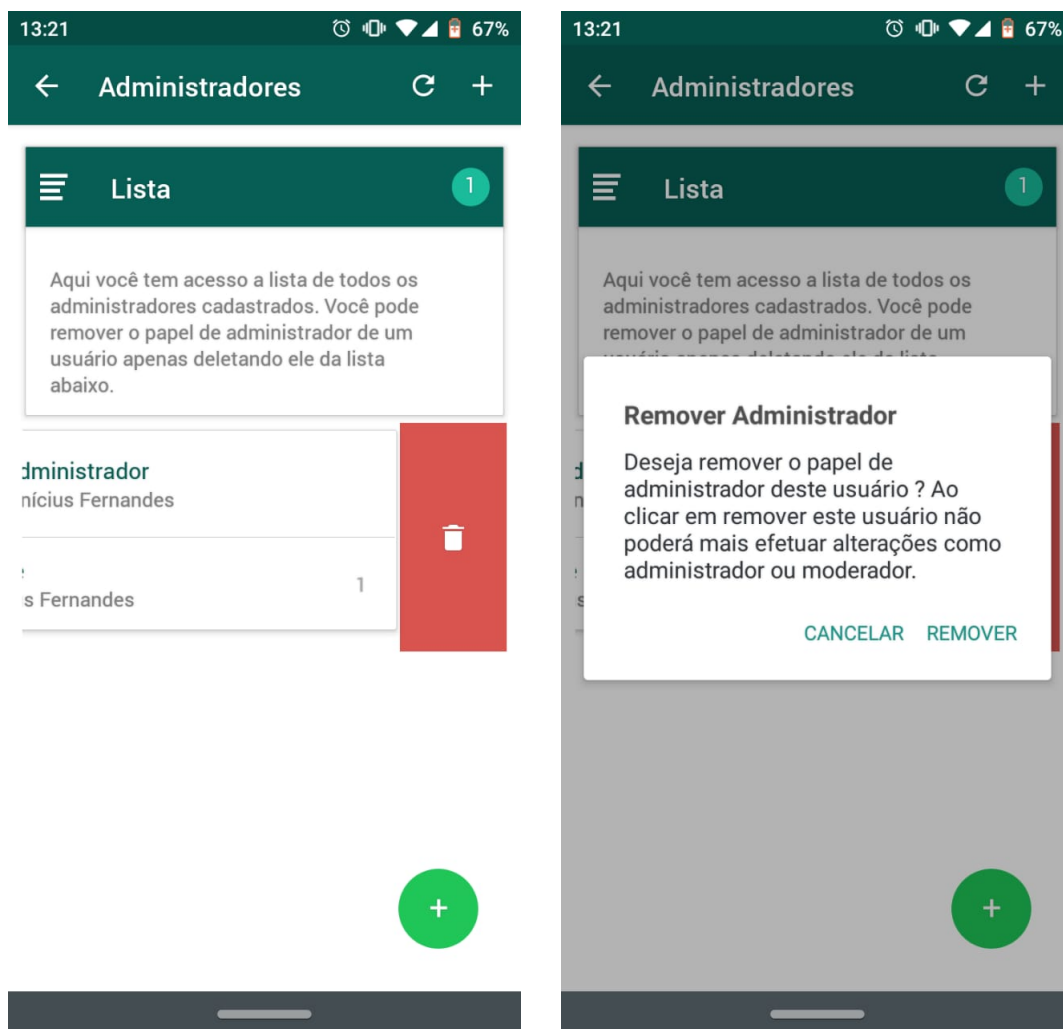 13:21
67%
Administradores
Lista
1
Aqui você tem acesso a lista de todos os
administradores cadastrados. Você pode
remover o papel de administrador de um
usuário apenas deletando ele da lista
abaixo.
dministrador
nícius Fernandes
s Fernandes
1
13:21
67%
Administradores
Lista
1
Aqui você tem acesso a lista de todos os
administradores cadastrados. Você pode
remover o papel de administrador de um
Remover Administrador
Deseja remover o papel de
administrador deste usuário ? Ao
clicar em remover este usuário não
poderá mais efetuar alterações como
administrador ou moderador.
CANCELAR REMOVER